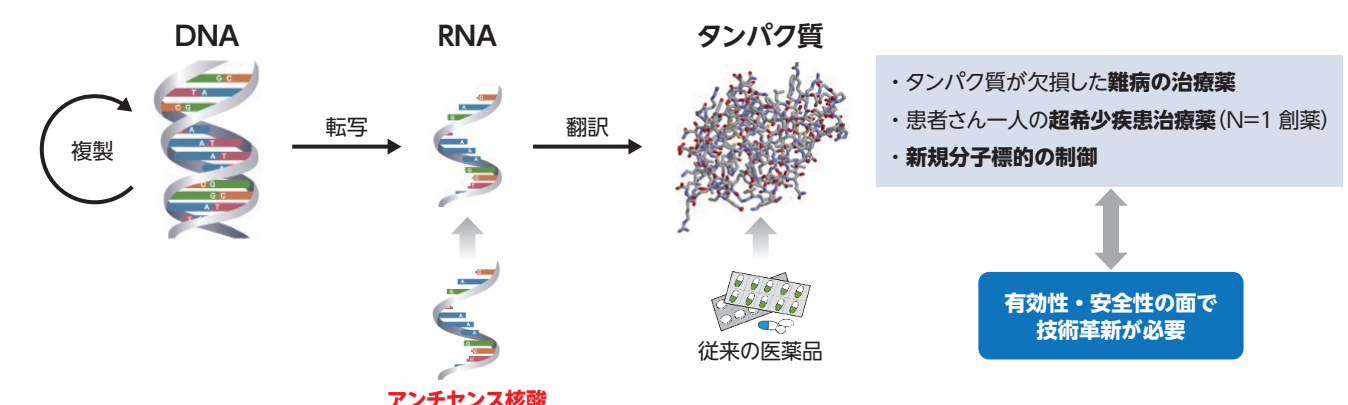 DNA
RNA
タンパク質
複製
転写
翻訳
従来の医薬品
アンチセンス核酸
・タンパク質が欠損した難病の治療薬
・患者さん一人の超希少疾患治療薬(N=1 創薬)
・新規分子標的の制御
有効性・安全性の面で
技術革新が必要